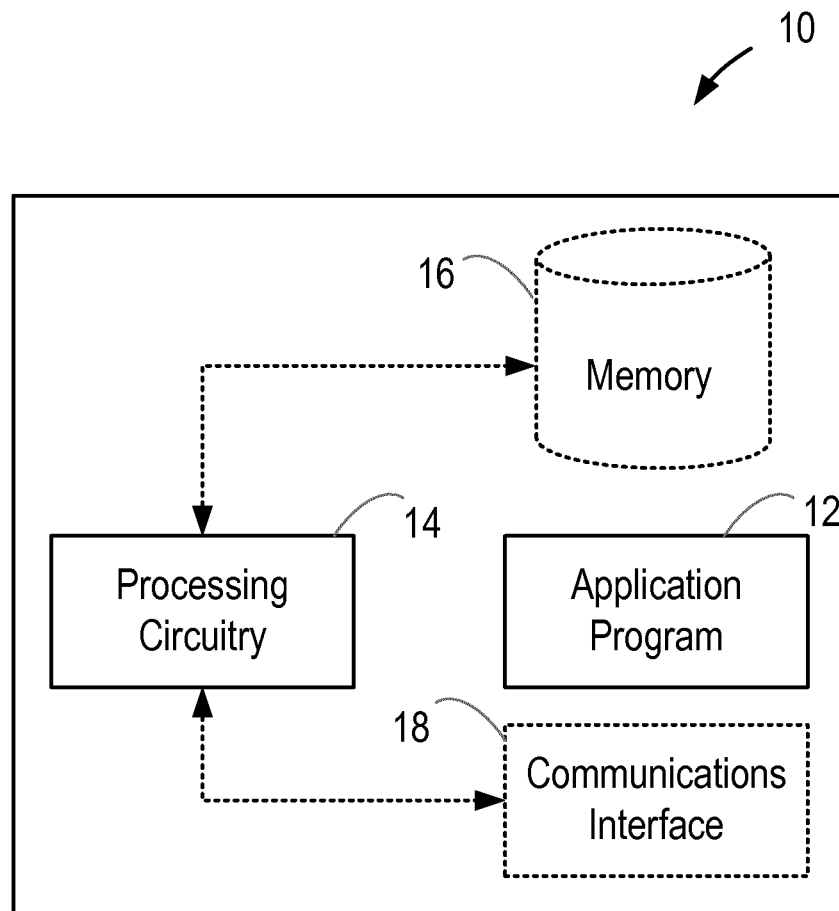 10
16
Memory
14
12
Processing
Circuitry
Application
Program
18
Communications
Interface